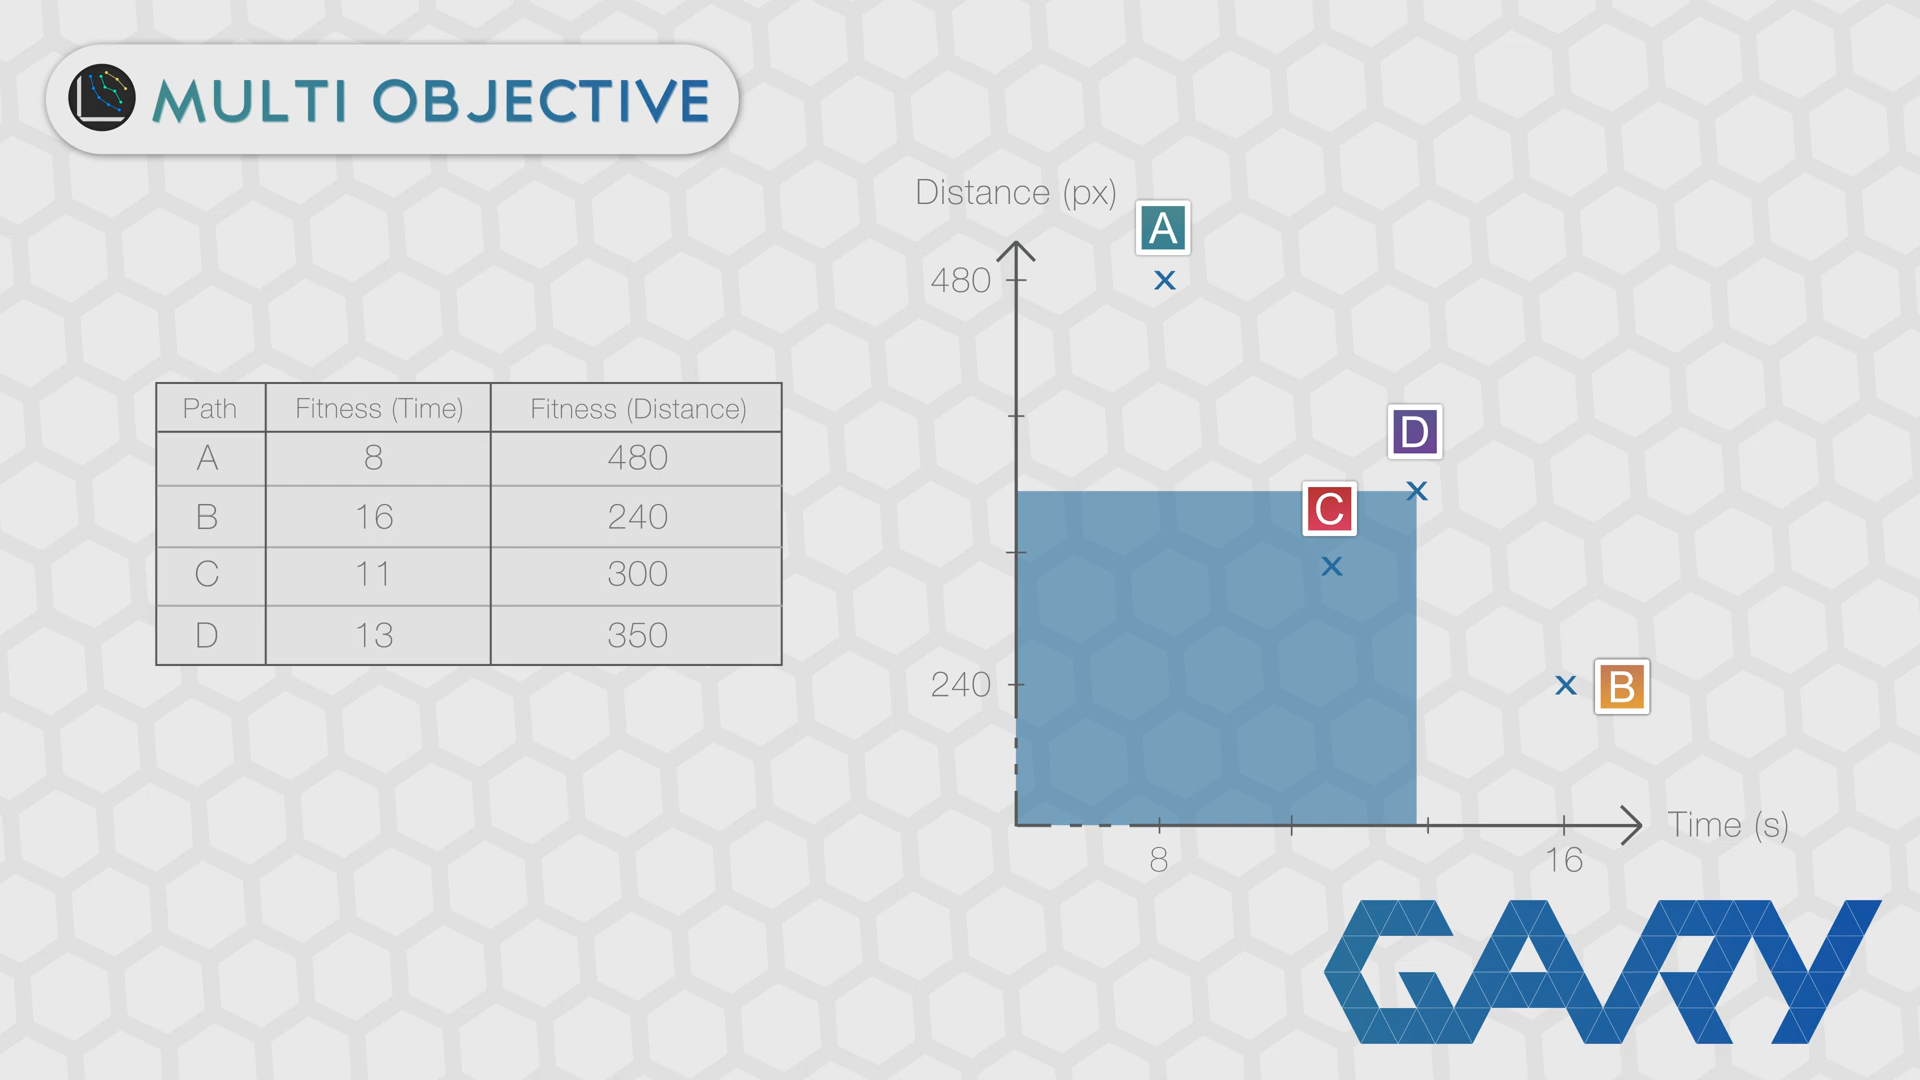 MULTI OBJECTIVE
Path Fitness (Time) Fitness (Distance)
A 8 480
B 16 240
C 11 300
D 13 350
Distance (px)
A
480
D
C
240
B
Time (s)
8 16
GARY